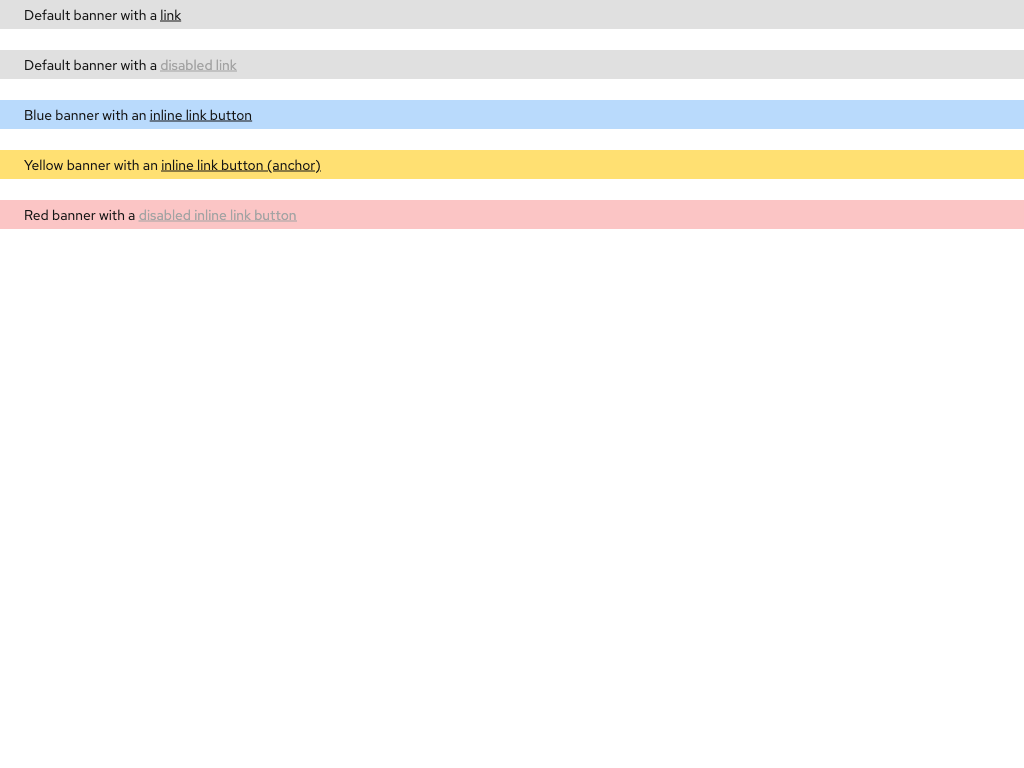 Default banner with a link
Default banner with a disabled link
Blue banner with an inline link button
Yellow banner with an inline link button (anchor)
Red banner with a disabled inline link button